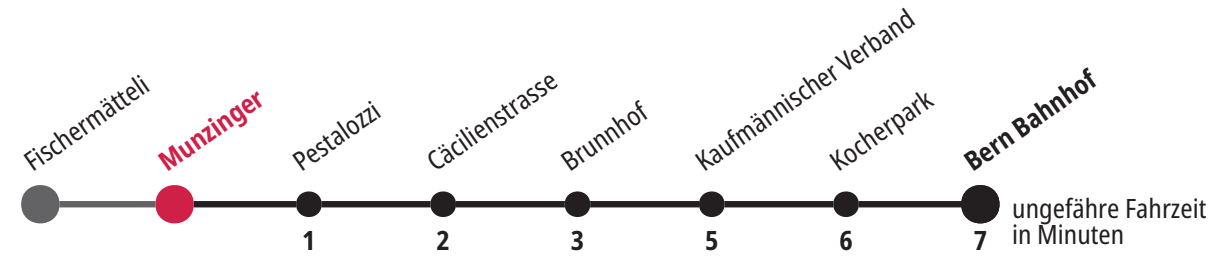 Fischermätteli
Munzinger
Pestalozzi
Cäcilienstrasse
Brunnhof
Kaufmännischer Verband
Kocherpark
Bern Bahnhof
1 2 3 5 6 7
ungefähre Fahrzeit
in Minuten